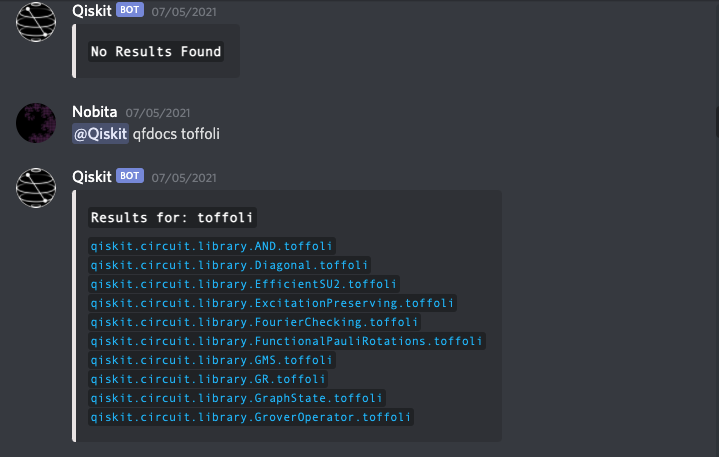 Qiskit BOT 07/05/2021
No Results Found
Nobita 07/05/2021
@Qiskit qfdocs toffoli
Qiskit BOT 07/05/2021
Results for: toffoli
qiskit.circuit.library.AND.toffoli
qiskit.circuit.library.Diagonal.toffoli
qiskit.circuit.library.EfficientSU2.toffoli
qiskit.circuit.library.ExcitationPreserving.toffoli
qiskit.circuit.library.FourierChecking.toffoli
qiskit.circuit.library.FunctionalPauliRotations.toffoli
qiskit.circuit.library.GMS.toffoli
qiskit.circuit.library.GR.toffoli
qiskit.circuit.library.GraphState.toffoli
qiskit.circuit.library.GroverOperator.toffoli